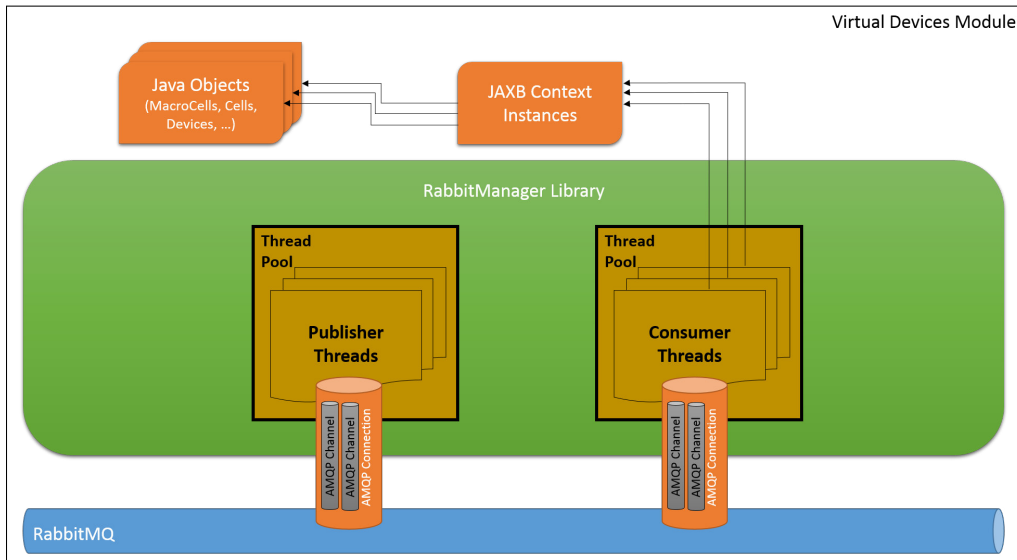 Virtual Devices Module
Java Objects
(MacroCells, Cells,
Devices, ...)
JAXB Context
Instances
RabbitManager Library
Thread
Pool
Publisher
Threads
AMQP Channel
AMQP Channel
AMQP Connection
Thread
Pool
Consumer
Threads
AMQP Channel
AMQP Channel
AMQP Connection
RabbitMQ